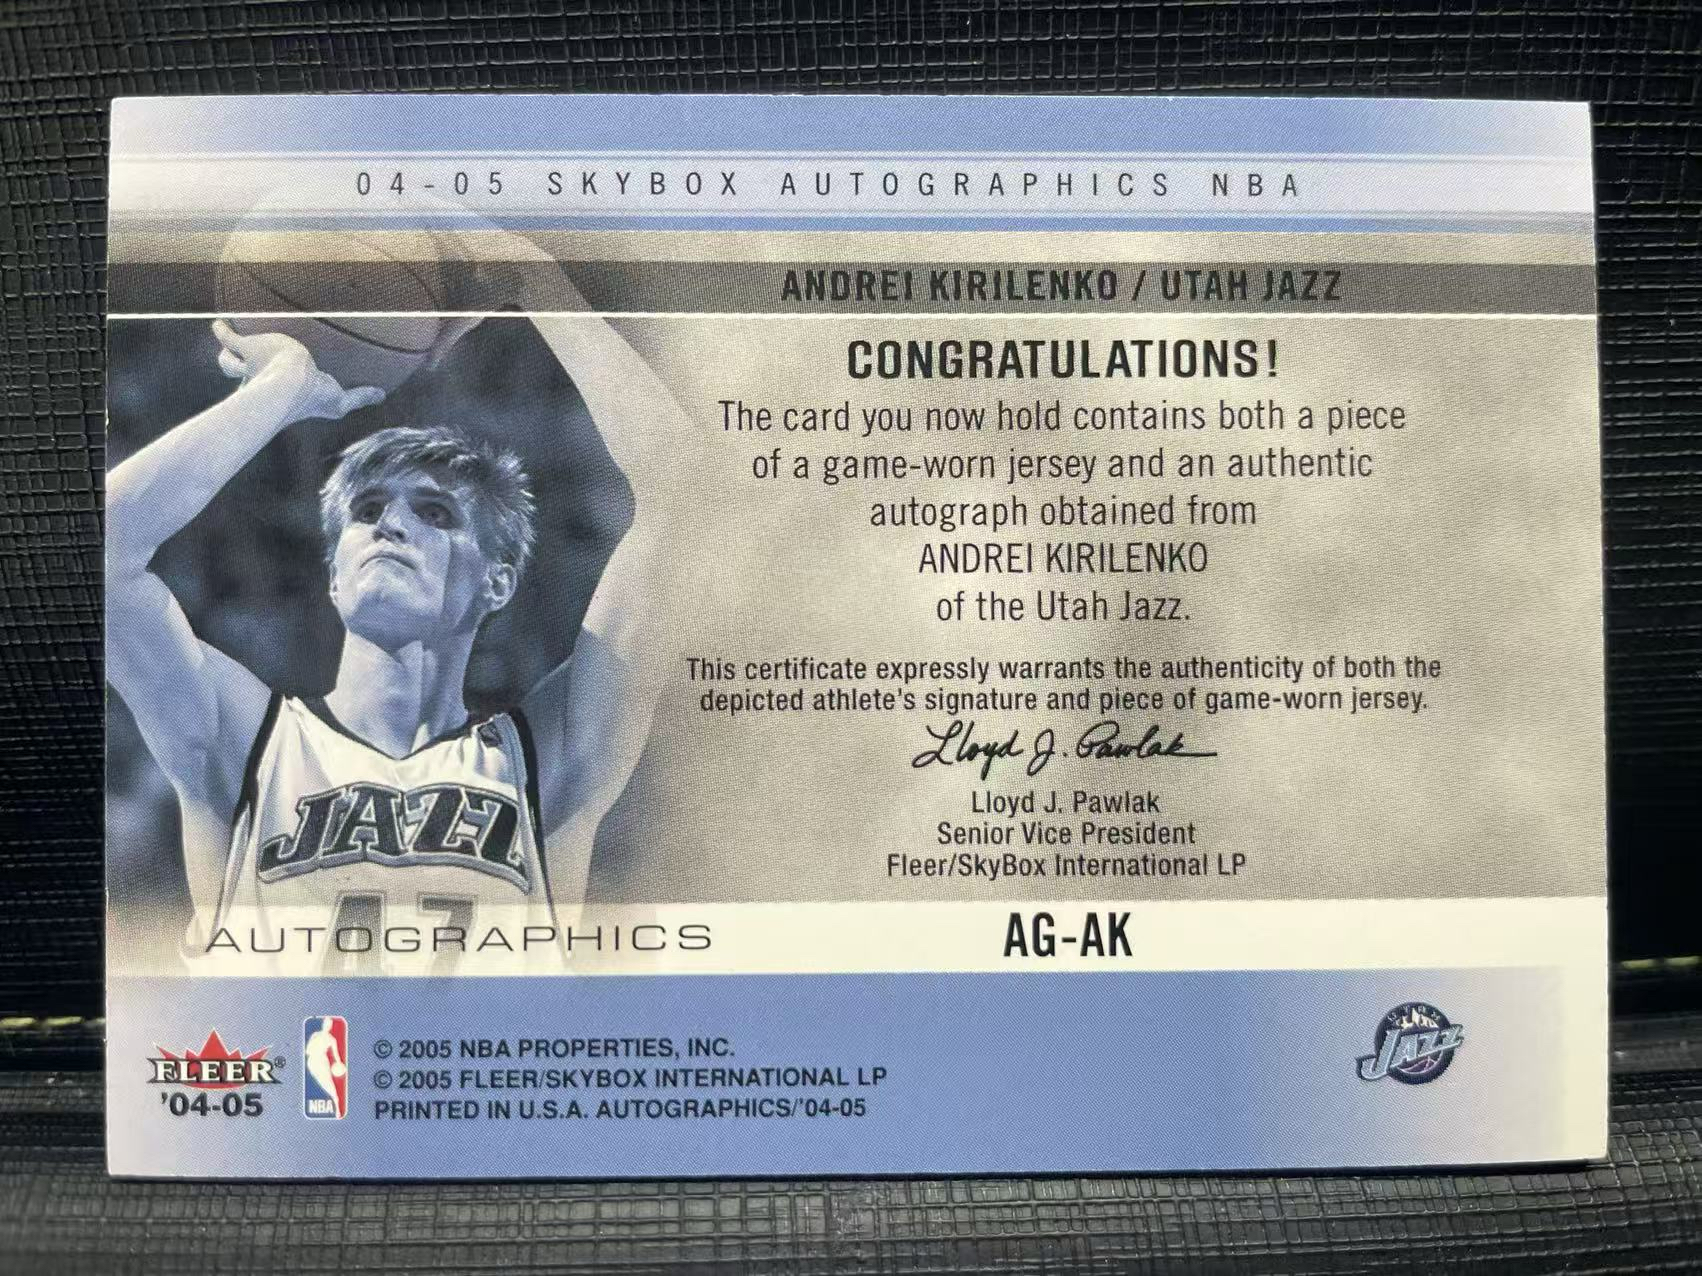 04-05 SKYBOX AUTOGRAPHICS NBA
ANDREI KIRILENKO / UTAH JAZZ
CONGRATULATIONS!
The card you now hold contains both a piece
of a game-worn jersey and an authentic
autograph obtained from
ANDREI KIRILENKO
of the Utah Jazz.
This certificate expressly warrants the authenticity of both the
depicted athlete's signature and piece of game-worn jersey.
Lloyd J. Pawlak
Lloyd J. Pawlak
Senior Vice President
Fleer/SkyBox International LP
JAZZ
47
AUTOGRAPHICS
AG-AK
FLEER®
'04-05
NBA
© 2005 NBA PROPERTIES, INC.
© 2005 FLEER/SKYBOX INTERNATIONAL LP
PRINTED IN U.S.A. AUTOGRAPHICS/'04-05
JAZZ